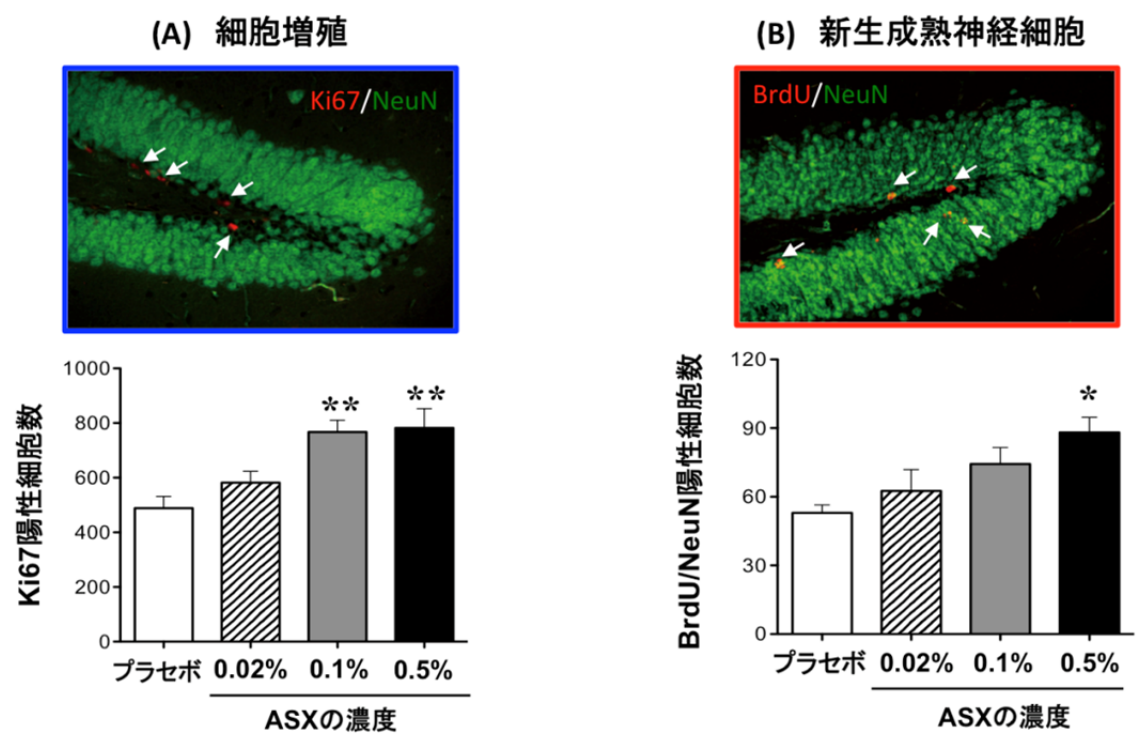 (A) 細胞増殖
Ki67/NeuN
Ki67陽性細胞数
1000
800
600
400
200
0
**
**
プラセボ 0.02% 0.1% 0.5%
ASXの濃度
(B) 新生成熟神経細胞
BrdU/NeuN
BrdU/NeuN陽性細胞数
120
90
60
30
0
*
プラセボ 0.02% 0.1% 0.5%
ASXの濃度